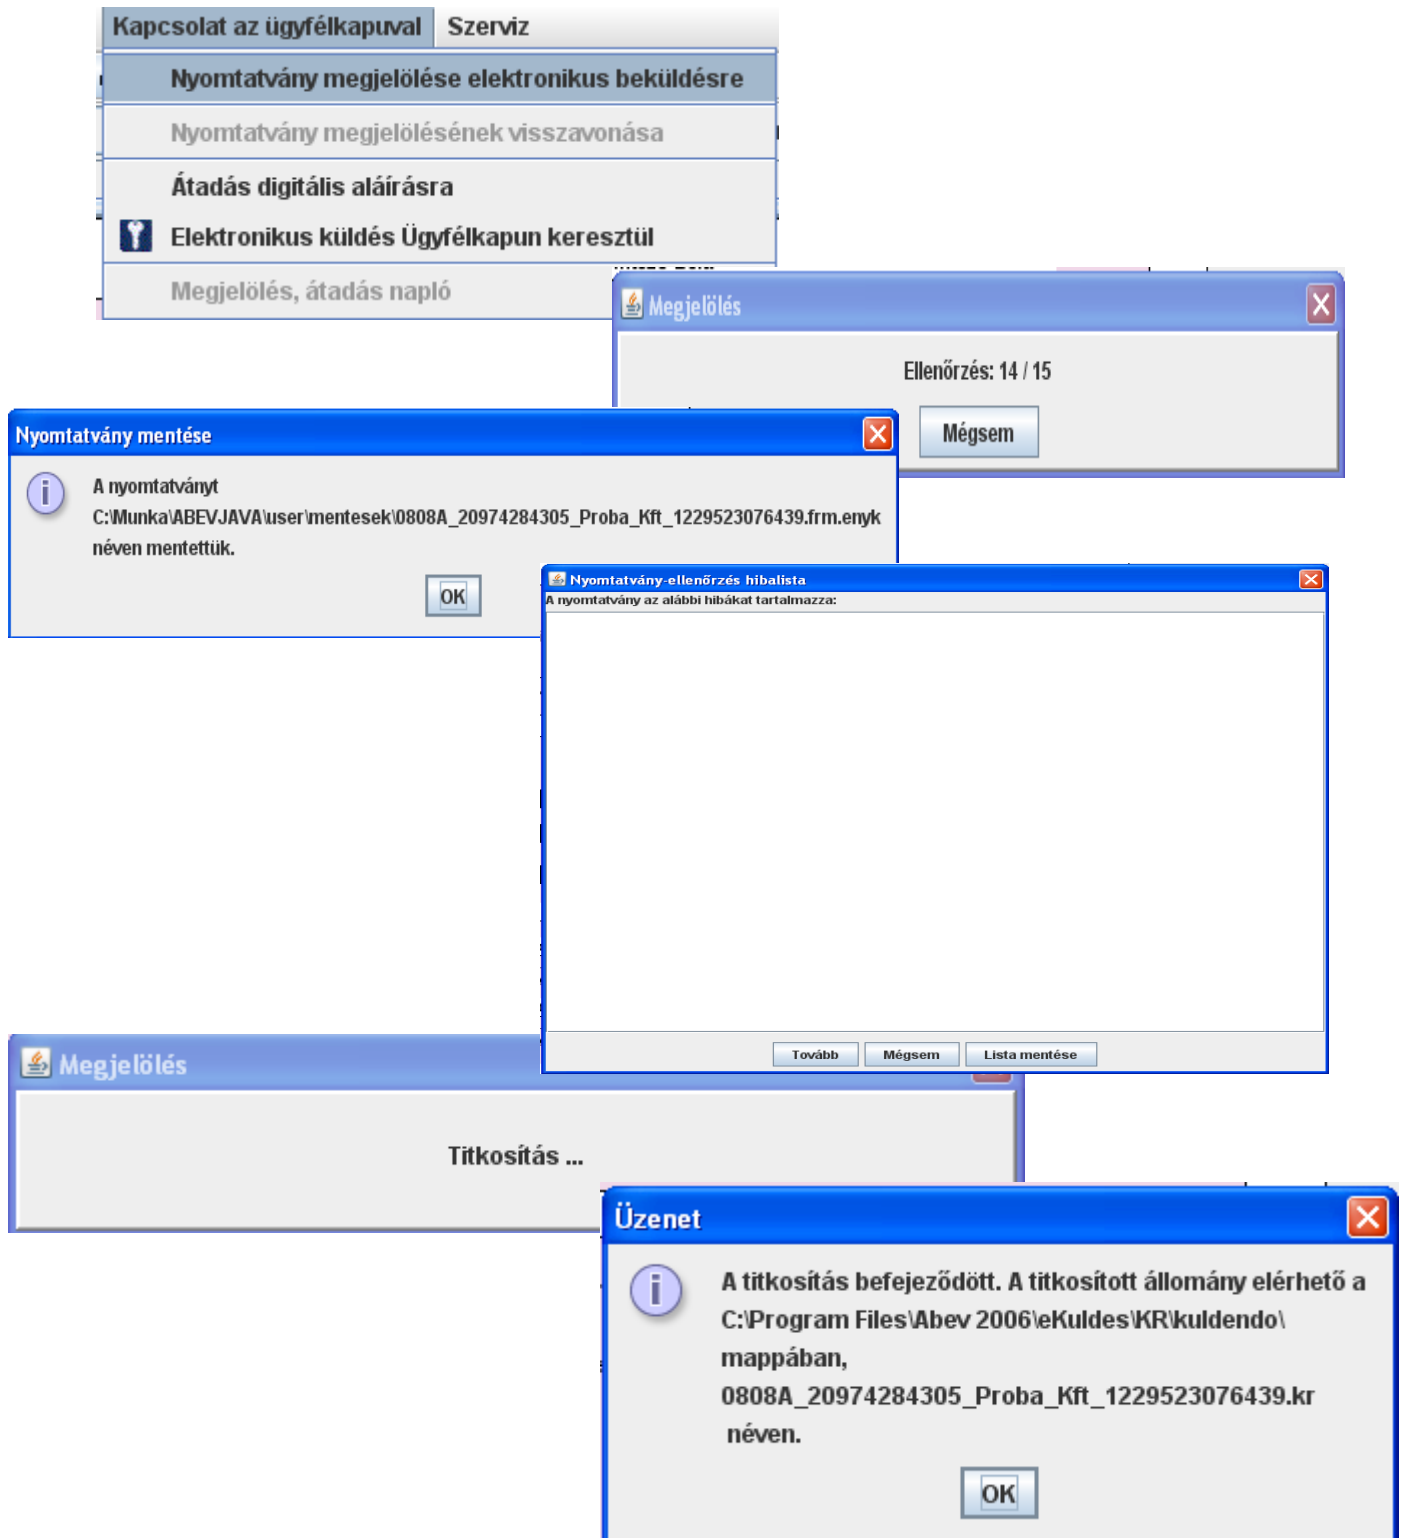 Kapcsolat az ügyfélkapuval Szerviz
Nyomtatvány megjelölése elektronikus beküldésre
Nyomtatvány megjelölésének visszavonása
Átadás digitális aláírásra
Elektronikus küldés Ügyfélkapun keresztül
Megjelölés, átadás napló
Megjelölés
Ellenőrzés: 14 / 15
Mégsem
Nyomtatvány mentése
A nyomtatványt
C:\Munka\ABEVJAVA\user\mentesek\0808A_20974284305_Proba_Kft_1229523076439.frm.enyk
néven mentettük.
OK
Nyomtatvány-ellenőrzés hibalista
A nyomtatvány az alábbi hibákat tartalmazza:
Tovább Mégsem Lista mentése
Megjelölés
Titkosítás ...
Üzenet
A titkosítás befejeződött. A titkosított állomány elérhető a
C:\Program Files\Abev 2006\eKuldes\KR\kuldendo\
mappában,
0808A_20974284305_Proba_Kft_1229523076439.kr
néven.
OK